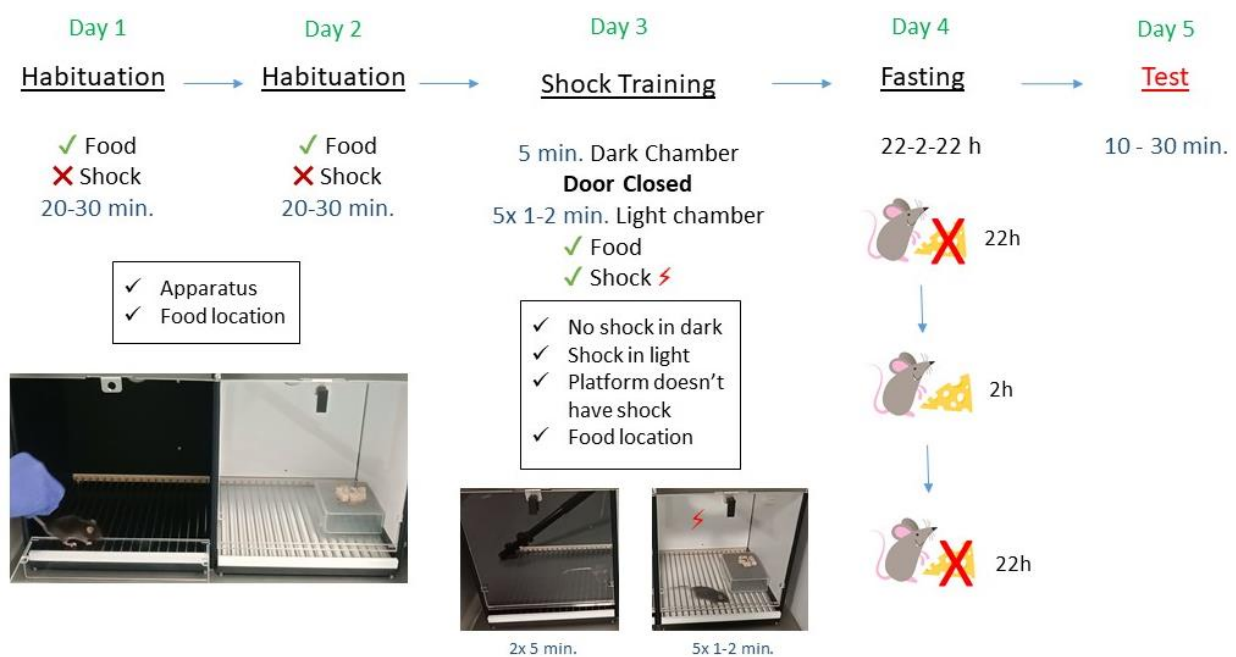 Day 1
Habituation
✓ Food
✕ Shock
20-30 min.
Day 2
Habituation
✓ Food
✕ Shock
20-30 min.
✓ Apparatus
✓ Food location
Day 3
Shock Training
5 min. Dark Chamber
Door Closed
5x 1-2 min. Light chamber
✓ Food
✓ Shock
✓ No shock in dark
✓ Shock in light
✓ Platform doesn't
have shock
✓ Food location
2x 5 min.
5x 1-2 min.
Day 4
Fasting
22-2-22 h
X
22h
2h
X
22h
Day 5
Test
10 - 30 min.